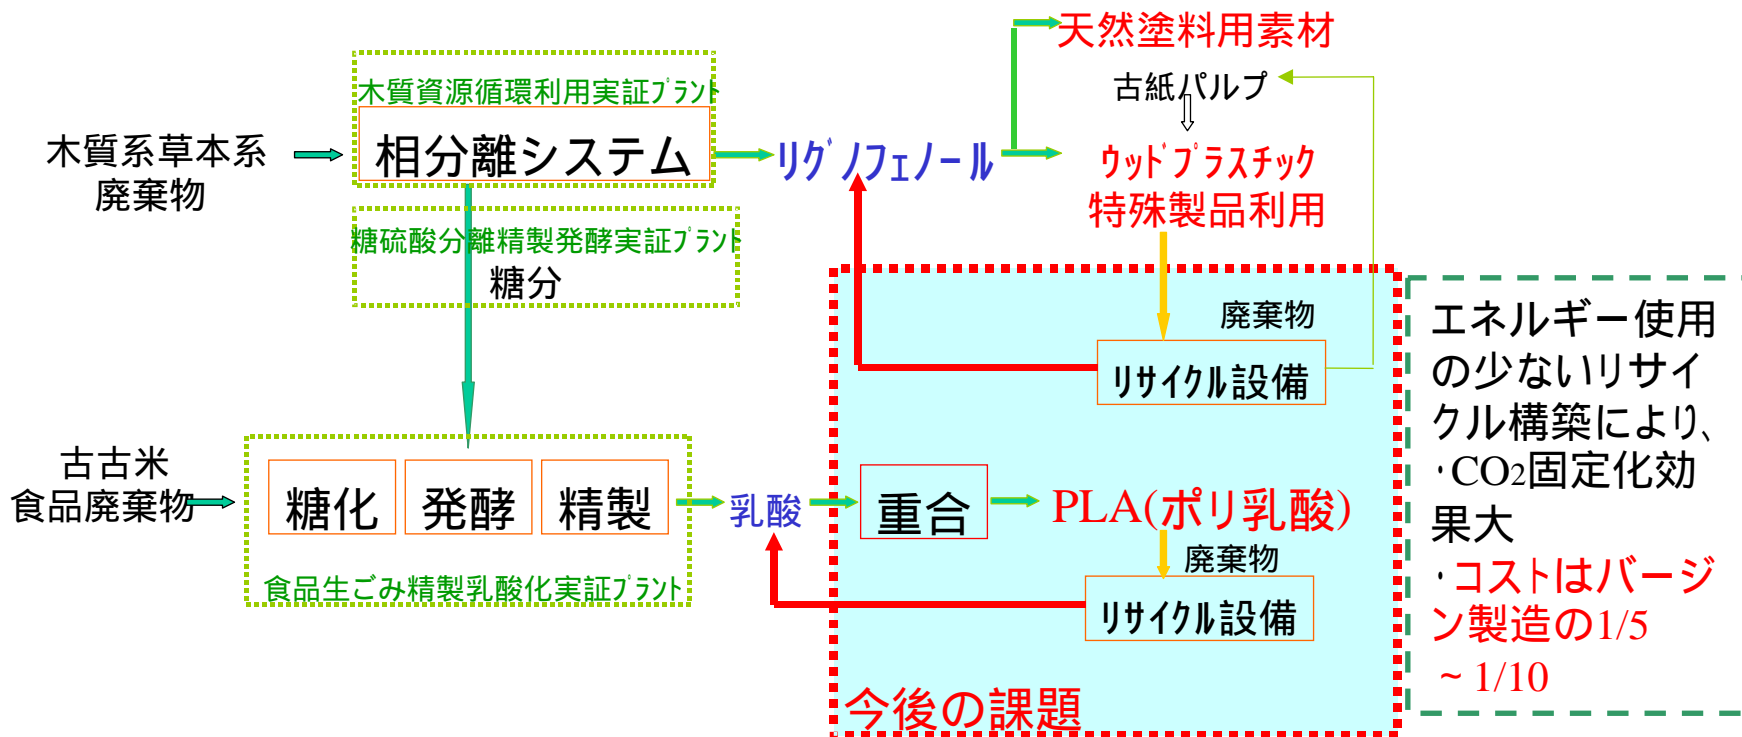 天然塗料用素材
木質資源循環利用実証ﾌﾟﾗﾝﾄ
古紙パルプ
木質系草本系
廃棄物
相分離システム
ﾘｸﾞﾉﾌｪﾉｰﾙ
ｳｯﾄﾞﾌﾟﾗｽﾁｯｸ
特殊製品利用
糖硫酸分離精製発酵実証ﾌﾟﾗﾝﾄ
糖分
廃棄物
ﾘｻｲｸﾙ設備
エネルギー使用
の少ないリサイ
クル構築により、
・CO2固定化効
果大
・コストはバージ
ン製造の1/5
~ 1/10
古古米
食品廃棄物
糖化
発酵
精製
乳酸
重合
PLA(ポリ乳酸)
廃棄物
食品生ごみ精製乳酸化実証ﾌﾟﾗﾝﾄ
ﾘｻｲｸﾙ設備
今後の課題